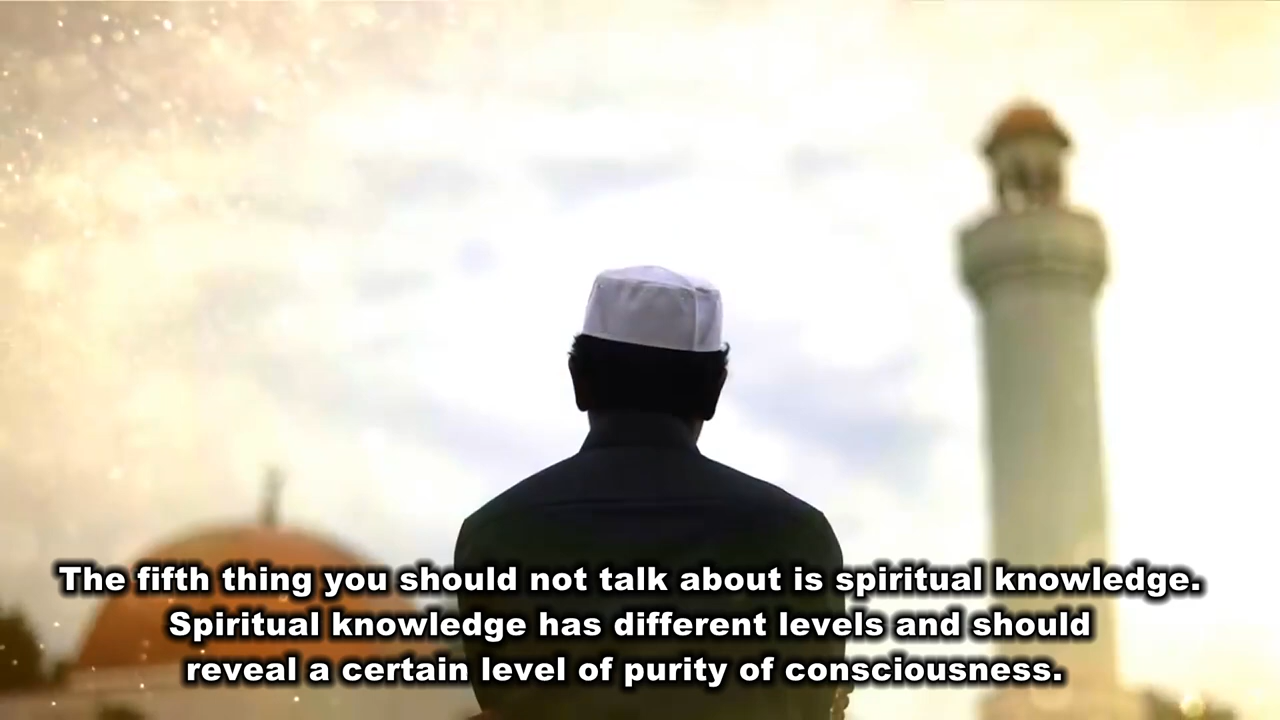 The fifth thing you should not talk about is spiritual knowledge.
Spiritual knowledge has different levels and should
reveal a certain level of purity of consciousness.